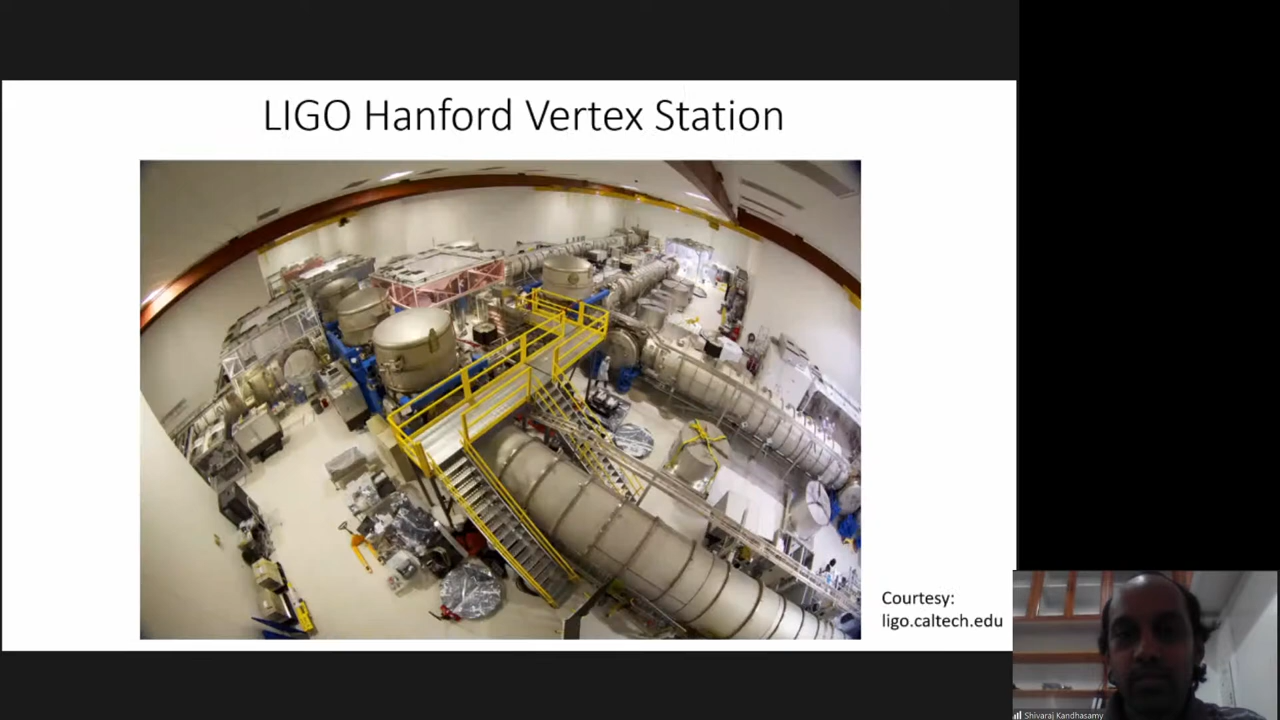 LIGO Hanford Vertex Station
Courtesy:
ligo.caltech.edu
Shivaraj Kandhasamy